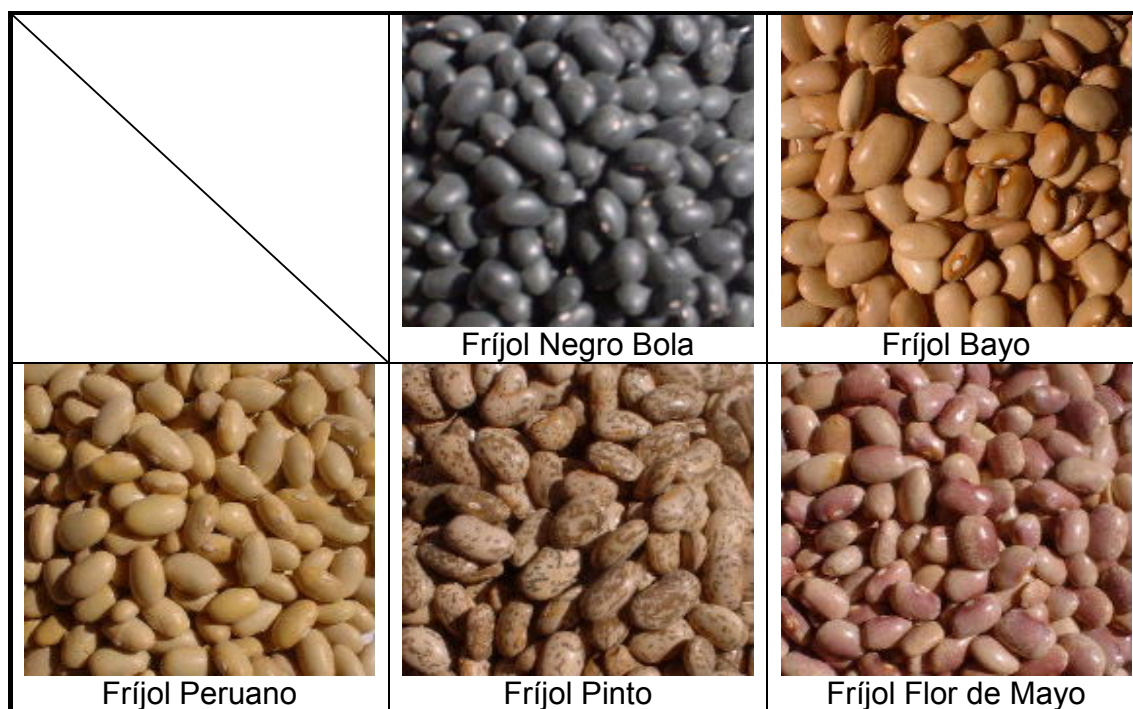 Fríjol Negro Bola
Fríjol Bayo
Fríjol Peruano
Fríjol Pinto
Fríjol Flor de Mayo